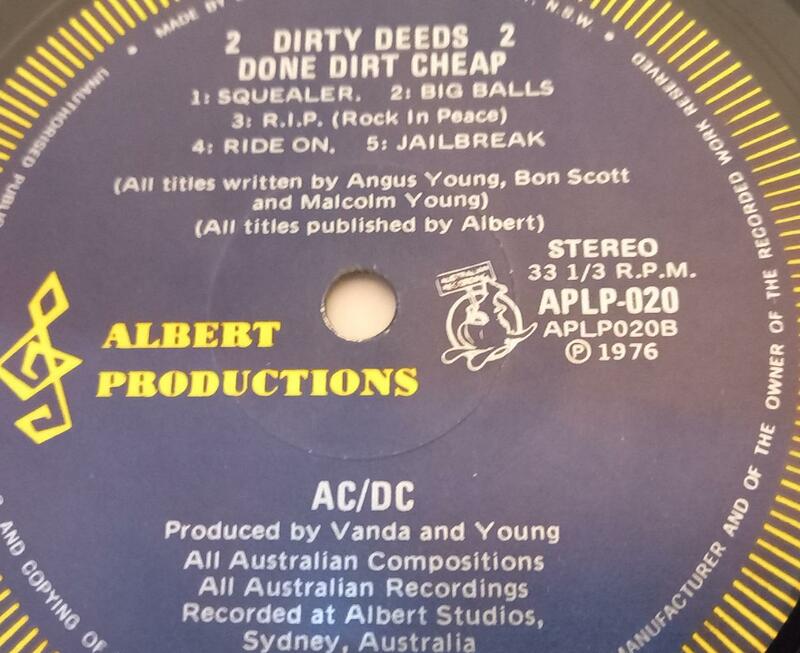 MADE BY
N.S.W.
2 DIRTY DEEDS 2
DONE DIRT CHEAP
1: SQUEALER. 2: BIG BALLS
3: R.I.P. (Rock In Peace)
4: RIDE ON. 5: JAILBREAK
(All titles written by Angus Young, Bon Scott
and Malcolm Young)
(All titles published by Albert)
STEREO
33 1/3 R.P.M.
APLP-020
APLP020B
Ⓟ 1976
ALBERT
PRODUCTIONS
AC/DC
Produced by Vanda and Young
All Australian Compositions
All Australian Recordings
Recorded at Albert Studios,
Sydney, Australia
UNAUTHORISED
AND COPYING OF
MANUFACTURER AND OF THE OWNER OF THE RECORDED WORK RESERVED